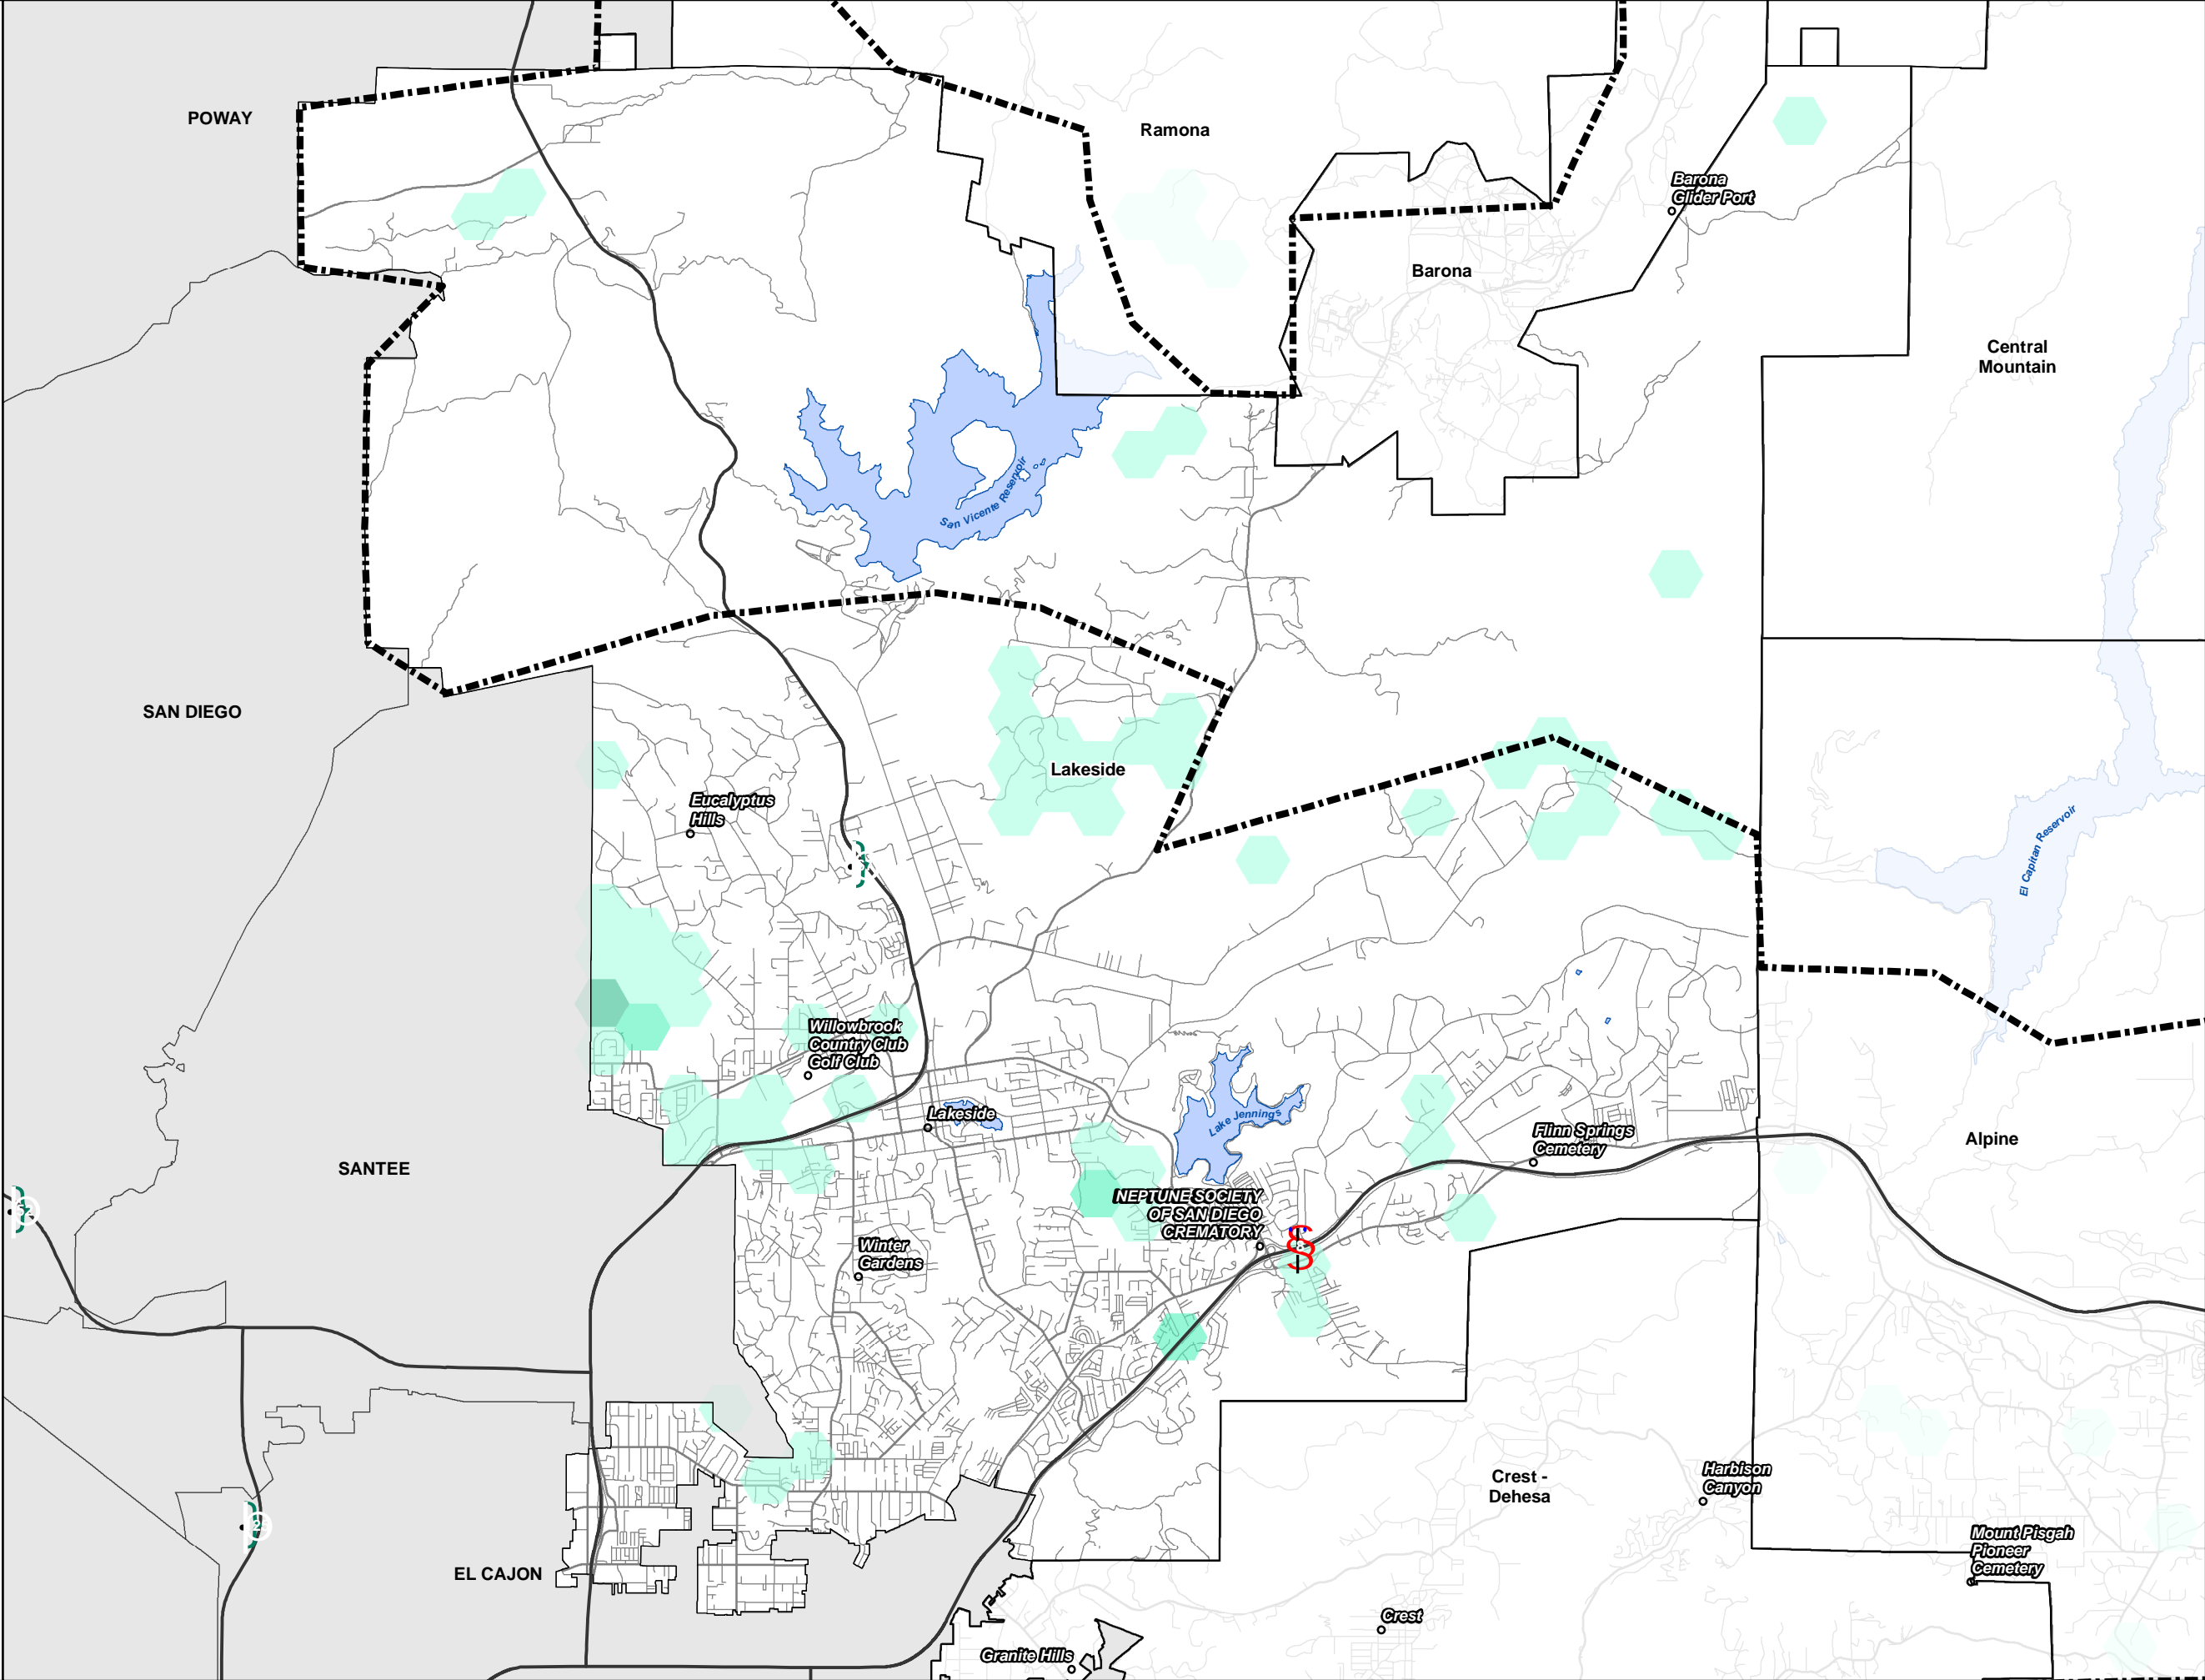 POWAY
Ramona
Barona
Glider Port
Barona
Central
Mountain
San Vicente Reservoir
SAN DIEGO
Lakeside
Eucalyptus
Hills
El Capitan Reservoir
Willowbrook
Country Club
Golf Club
Lakeside
Lake Jennings
Flinn Springs
Cemetery
Alpine
SANTEE
NEPTUNE SOCIETY
OF SAN DIEGO
CREMATORY
Winter
Gardens
Crest -
Dehesa
Harbison
Canyon
Mount Pisgah
Pioneer
Cemetery
EL CAJON
Crest
Granite Hills